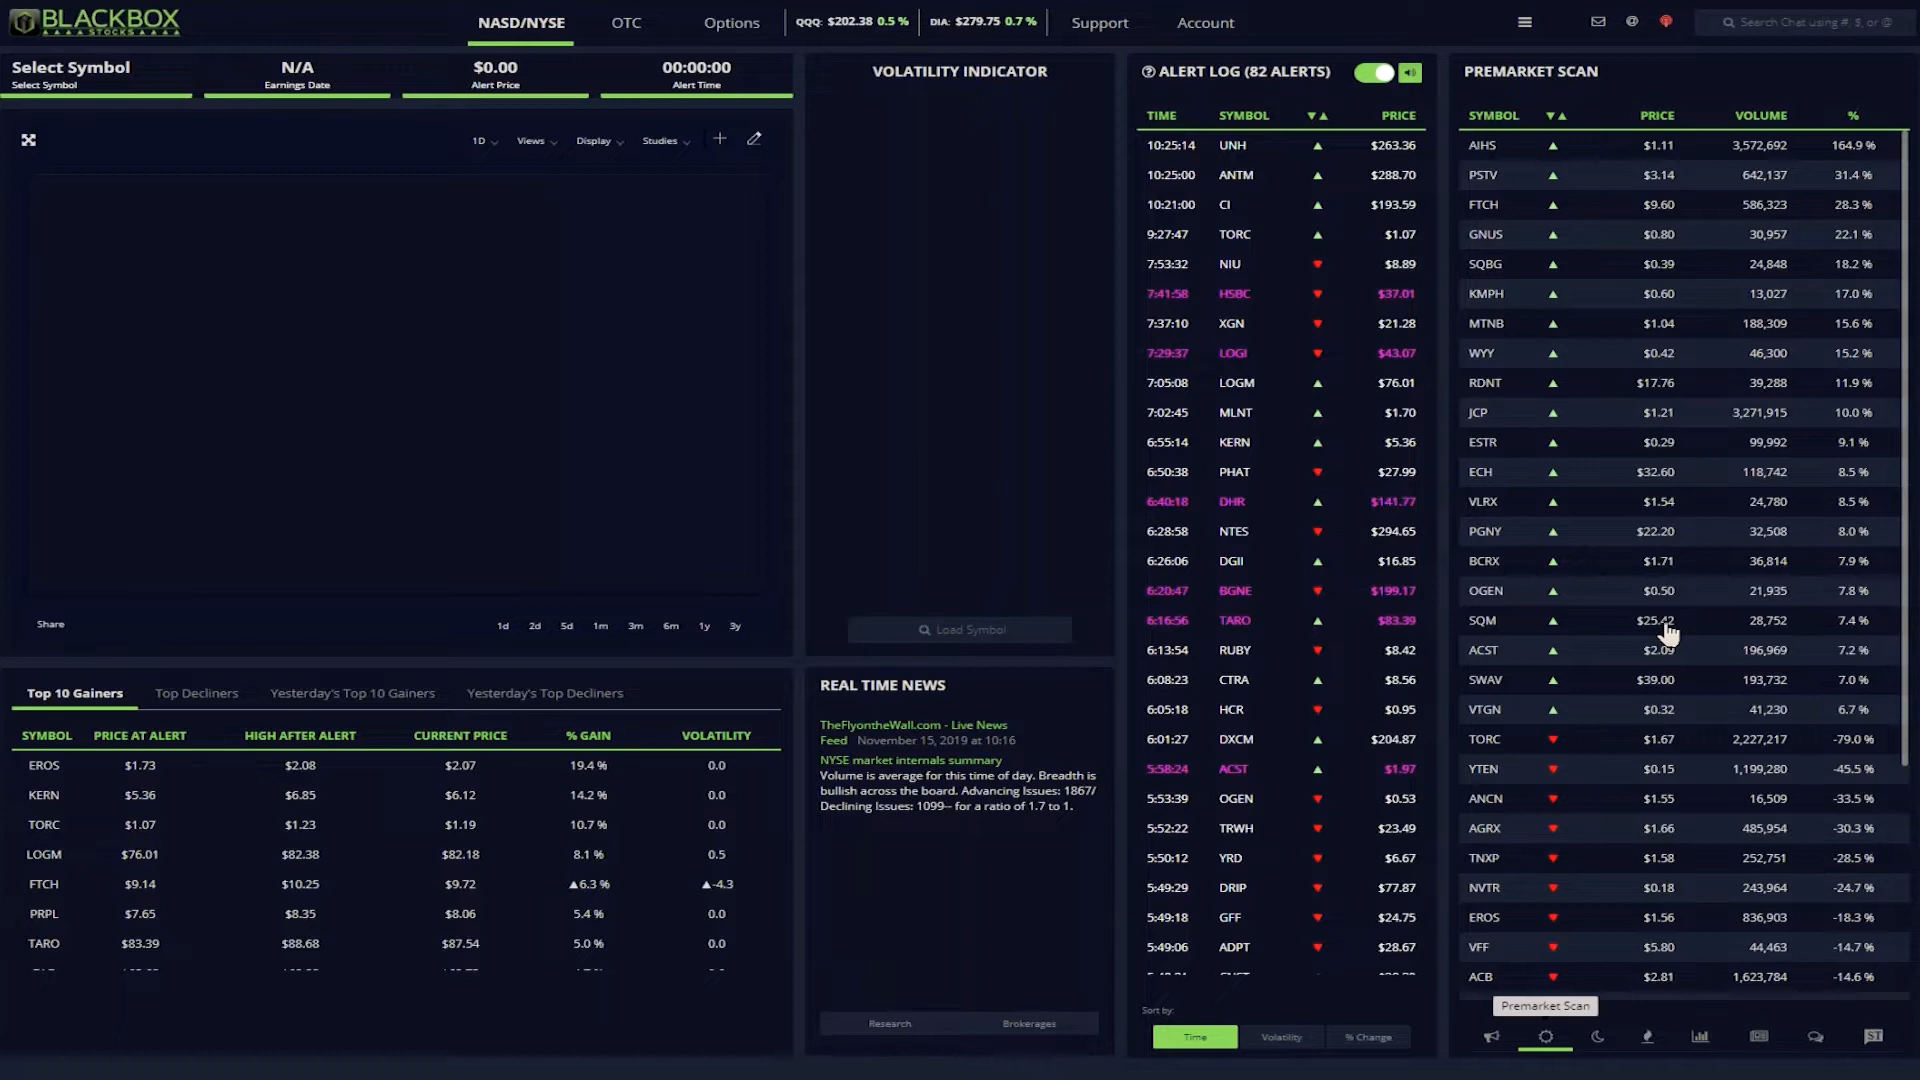 BLACKBOX
STOCKS
NASD/NYSE
OTC
Options
QQQ: $202.38 0.5 %
DIA: $279.75 0.7 %
Support
Account
Search Chat using #, $, or @
Select Symbol
Select Symbol
N/A
Earnings Date
$0.00
Alert Price
00:00:00
Alert Time
1D
Views
Display
Studies
Share
1d 2d 5d 1m 3m 6m 1y 3y
VOLATILITY INDICATOR
Load Symbol
Top 10 Gainers
Top Decliners
Yesterday's Top 10 Gainers
Yesterday's Top Decliners
SYMBOL PRICE AT ALERT HIGH AFTER ALERT CURRENT PRICE % GAIN VOLATILITY
EROS $1.73 $2.08 $2.07 19.4 % 0.0
KERN $5.36 $6.85 $6.12 14.2 % 0.0
TORC $1.07 $1.23 $1.19 10.7 % 0.0
LOGM $76.01 $82.38 $82.18 8.1 % 0.5
FTCH $9.14 $10.25 $9.72 ▲6.3 % ▲-4.3
PRPL $7.65 $8.35 $8.06 5.4 % 0.0
TARO $83.39 $88.68 $87.54 5.0 % 0.0
REAL TIME NEWS
TheFlyontheWall.com - Live News
Feed November 15, 2019 at 10:16
NYSE market internals summary
Volume is average for this time of day. Breadth is
bullish across the board. Advancing Issues: 1867/
Declining Issues: 1099-- for a ratio of 1.7 to 1.
Research
Brokerages
ALERT LOG (82 ALERTS)
TIME SYMBOL ▼▲ PRICE
10:25:14 UNH ▲ $263.36
10:25:00 ANTM ▲ $288.70
10:21:00 CI ▲ $193.59
9:27:47 TORC ▲ $1.07
7:53:32 NIU ▼ $8.89
7:41:58 HSBC ▼ $37.01
7:37:10 XGN ▼ $21.28
7:29:37 LOGI ▼ $43.07
7:05:08 LOGM ▲ $76.01
7:02:45 MLNT ▲ $1.70
6:55:14 KERN ▲ $5.36
6:50:38 PHAT ▼ $27.99
6:40:18 DHR ▲ $141.77
6:28:58 NTES ▼ $294.65
6:26:06 DGII ▲ $16.85
6:20:47 BGNE ▼ $199.17
6:16:56 TARO ▲ $83.39
6:13:54 RUBY ▼ $8.42
6:08:23 CTRA ▲ $8.56
6:05:18 HCR ▼ $0.95
6:01:27 DXCM ▲ $204.87
5:58:24 ACST ▲ $1.97
5:53:39 OGEN ▼ $0.53
5:52:22 TRWH ▼ $23.49
5:50:12 YRD ▼ $6.67
5:49:29 DRIP ▼ $77.87
5:49:18 GFF ▼ $24.75
5:49:06 ADPT ▼ $28.67
Sort by:
Time
Volatility
% Change
PREMARKET SCAN
SYMBOL ▼▲ PRICE VOLUME %
AIHS ▲ $1.11 3,572,692 164.9 %
PSTV ▲ $3.14 642,137 31.4 %
FTCH ▲ $9.60 586,323 28.3 %
GNUS ▲ $0.80 30,957 22.1 %
SQBG ▲ $0.39 24,848 18.2 %
KMPH ▲ $0.60 13,027 17.0 %
MTNB ▲ $1.04 188,309 15.6 %
WYY ▲ $0.42 46,300 15.2 %
RDNT ▲ $17.76 39,288 11.9 %
JCP ▲ $1.21 3,271,915 10.0 %
ESTR ▲ $0.29 99,992 9.1 %
ECH ▲ $32.60 118,742 8.5 %
VLRX ▲ $1.54 24,780 8.5 %
PGNY ▲ $22.20 32,508 8.0 %
BCRX ▲ $1.71 36,814 7.9 %
OGEN ▲ $0.50 21,935 7.8 %
SQM ▲ $25.42 28,752 7.4 %
ACST ▲ $2.09 196,969 7.2 %
SWAV ▲ $39.00 193,732 7.0 %
VTGN ▲ $0.32 41,230 6.7 %
TORC ▼ $1.67 2,227,217 -79.0 %
YTEN ▼ $0.15 1,199,280 -45.5 %
ANCN ▼ $1.55 16,509 -33.5 %
AGRX ▼ $1.66 485,954 -30.3 %
TNXP ▼ $1.58 252,751 -28.5 %
NVTR ▼ $0.18 243,964 -24.7 %
EROS ▼ $1.56 836,903 -18.3 %
VFF ▼ $5.80 44,463 -14.7 %
ACB ▼ $2.81 1,623,784 -14.6 %
Premarket Scan
ST